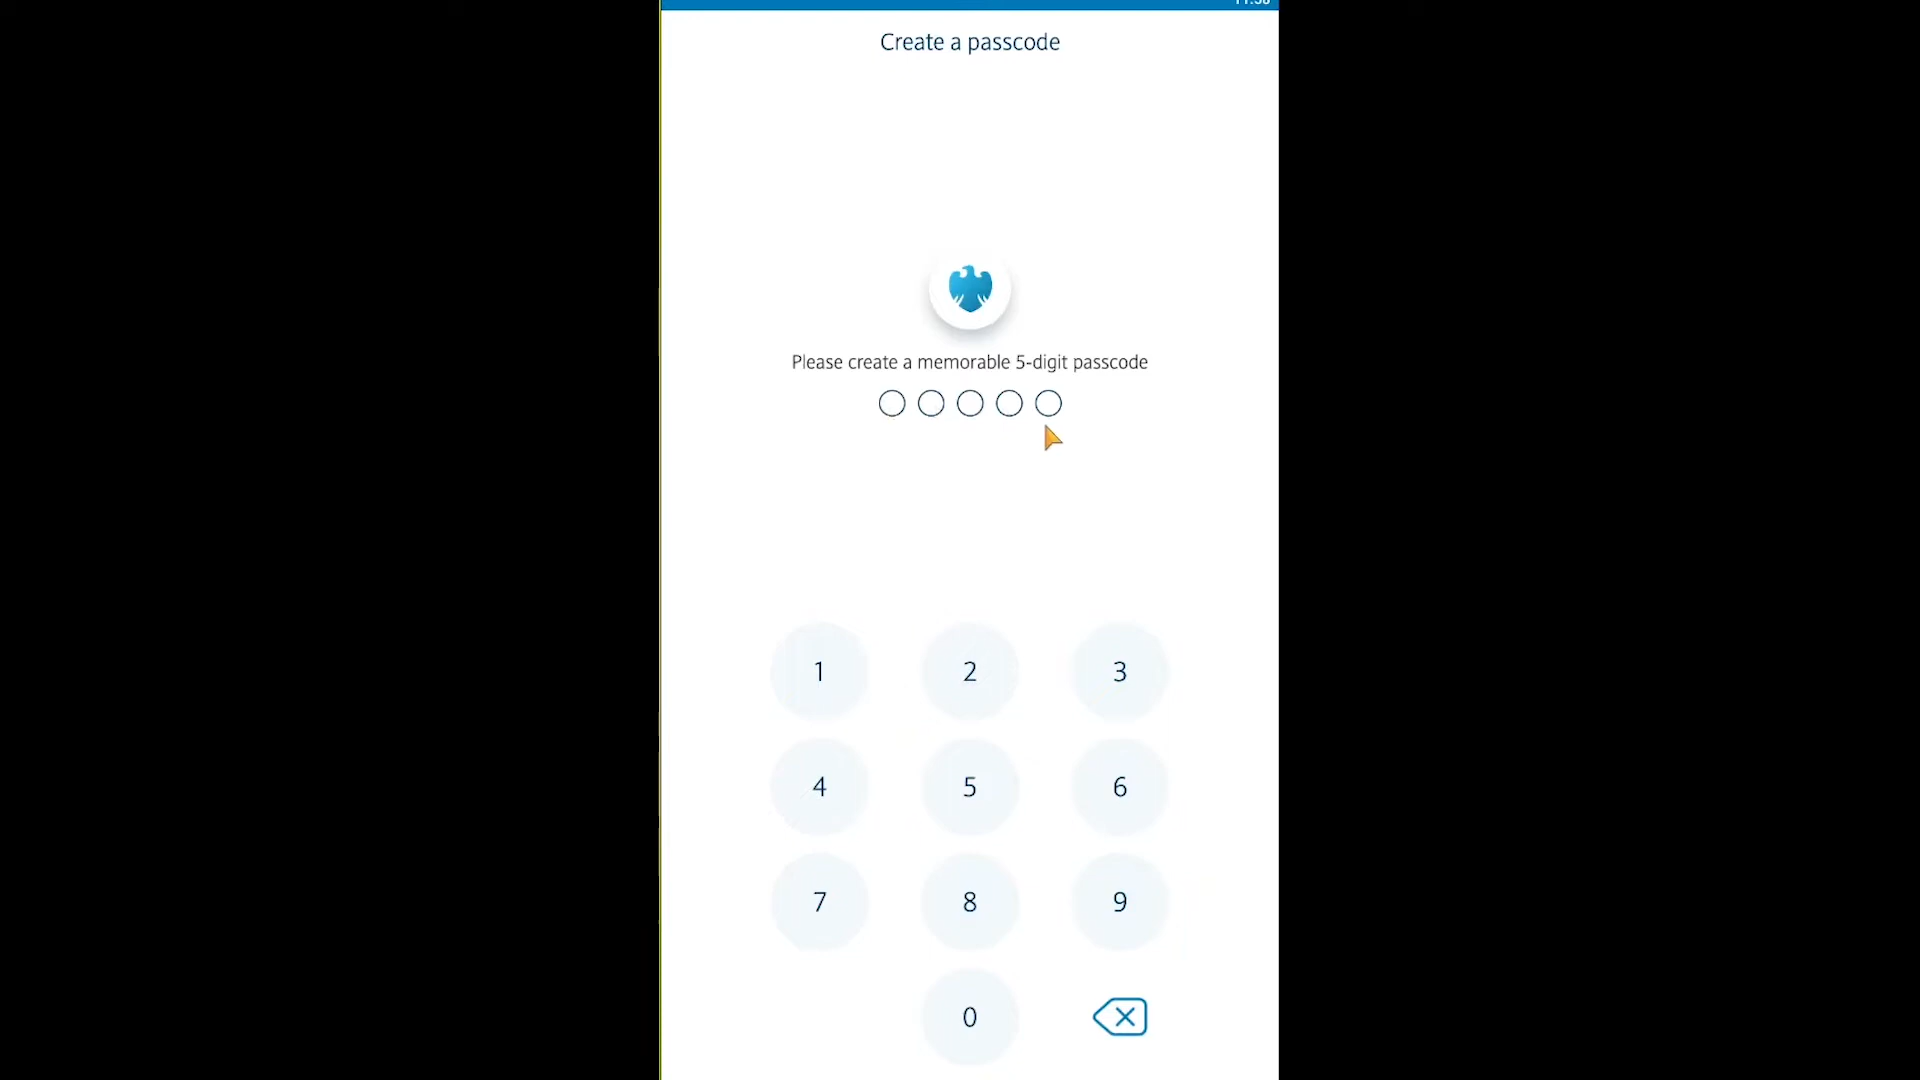 Create a passcode
Please create a memorable 5-digit passcode
1 2 3
4 5 6
7 8 9
0